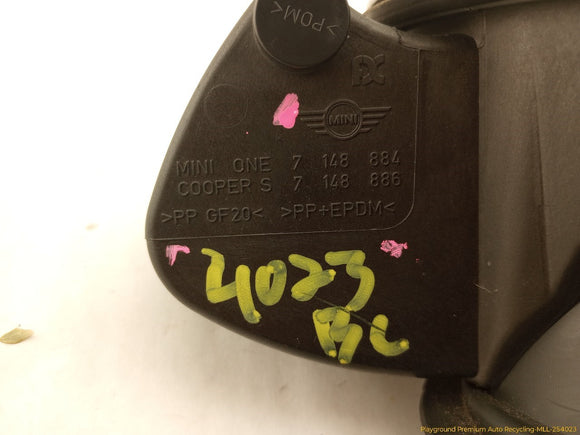 >POM<
MINI
MINI ONE 7 148 884
COOPER S 7 148 886
>PP GF20< >PP+EPDM<
24023
Playground Premium Auto Recycling-MLL-254023